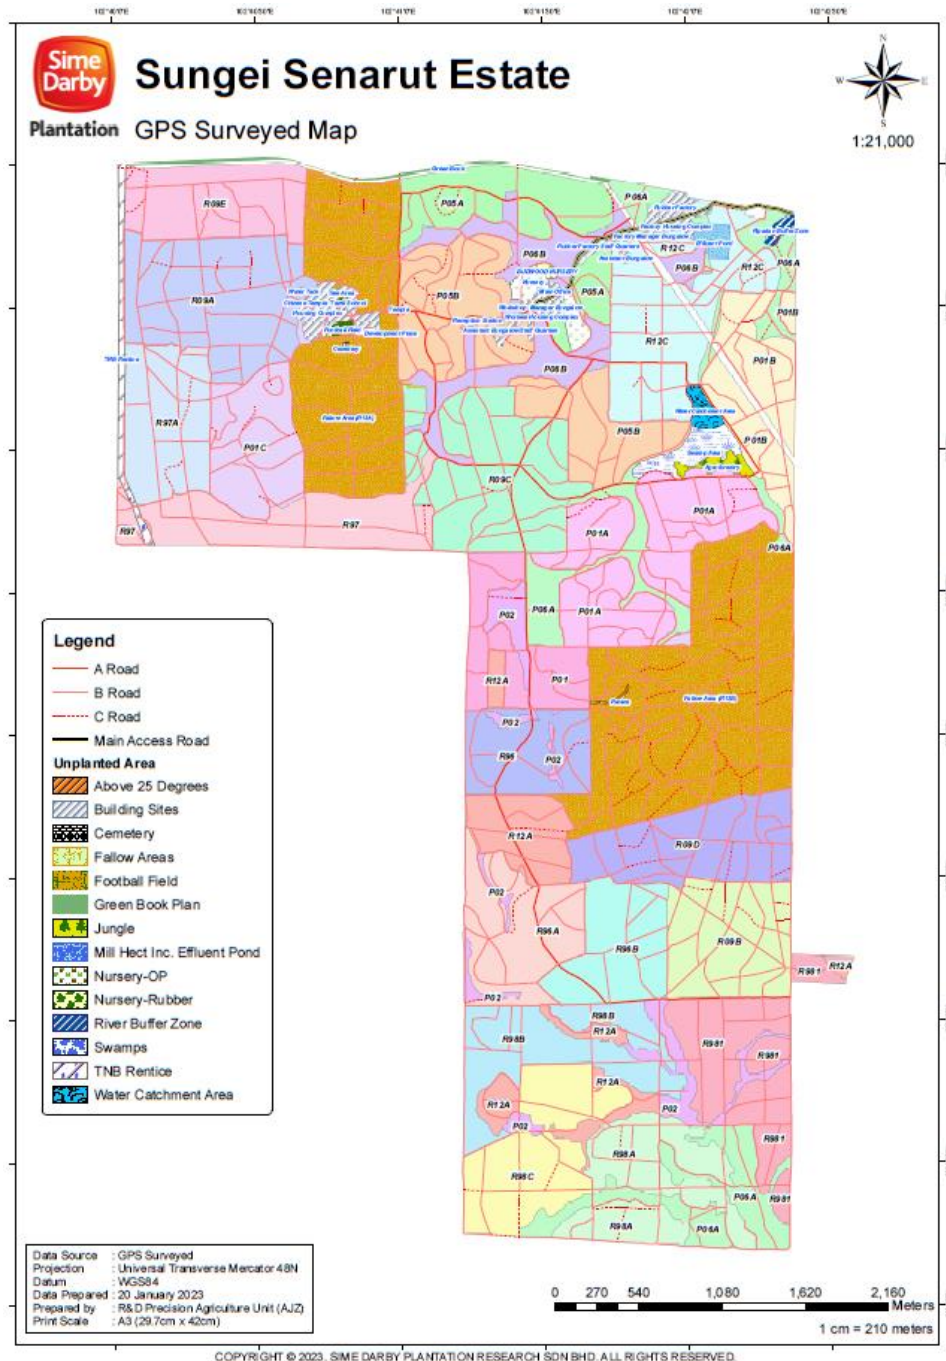 Sime
Darby
Plantation
Sungei Senarut Estate
GPS Surveyed Map
N
W
E
S
1:21,000
Green Book
R09E
P05A
P06A
P06B
R12C
P06B
R12C
P06A
R09A
P05B
P05A
P01B
R12C
P01B
P06B
R97A
P01C
P05B
P01B
Swamp Area
R09C
R97
R97
P01A
P01A
P06A
P02
P06A
P01A
R12A
P01
P02
R96
P02
R12A
R09D
P02
R96A
R96B
R09B
R981
R12A
P02
R98B
R98B
R12A
R981
R981
R12A
R12A
P02
P02
R98A
R981
R98C
P06A
R981
R98A
P06A
Legend
A Road
B Road
C Road
Main Access Road
Unplanted Area
Above 25 Degrees
Building Sites
Cemetery
Fallow Areas
Football Field
Green Book Plan
Jungle
Mill Hect Inc. Effluent Pond
Nursery-OP
Nursery-Rubber
River Buffer Zone
Swamps
TNB Rentice
Water Catchment Area
Data Source : GPS Surveyed
Projection : Universal Transverse Mercator 48N
Datum : WGS84
Data Prepared : 20 January 2023
Prepared by : R&D Precision Agriculture Unit (AJZ)
Print Scale : A3 (29.7cm x 42cm)
0 270 540 1,080 1,620 2,160
Meters
1 cm = 210 meters
COPYRIGHT © 2023. SIME DARBY PLANTATION RESEARCH SDN BHD. ALL RIGHTS RESERVED.